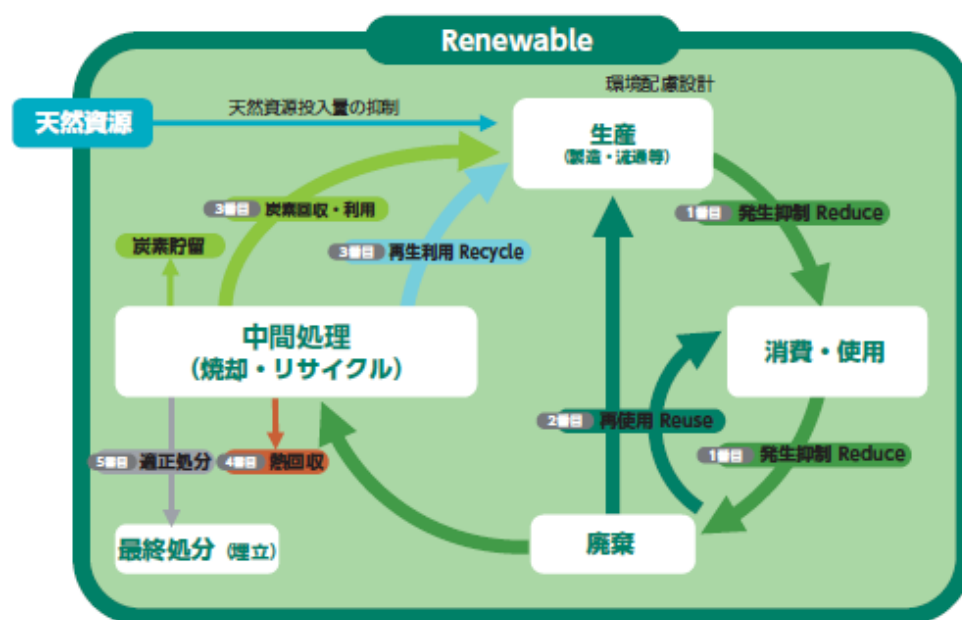 Renewable
環境配慮設計
天然資源
天然資源投入量の抑制
生産
(製造・流通等)
1番目 発生抑制 Reduce
3番目 炭素回収・利用
炭素貯留
3番目 再生利用 Recycle
中間処理
(焼却・リサイクル)
消費・使用
2番目 再使用 Reuse
1番目 発生抑制 Reduce
5番目 適正処分
4番目 熱回収
廃棄
最終処分 (埋立)